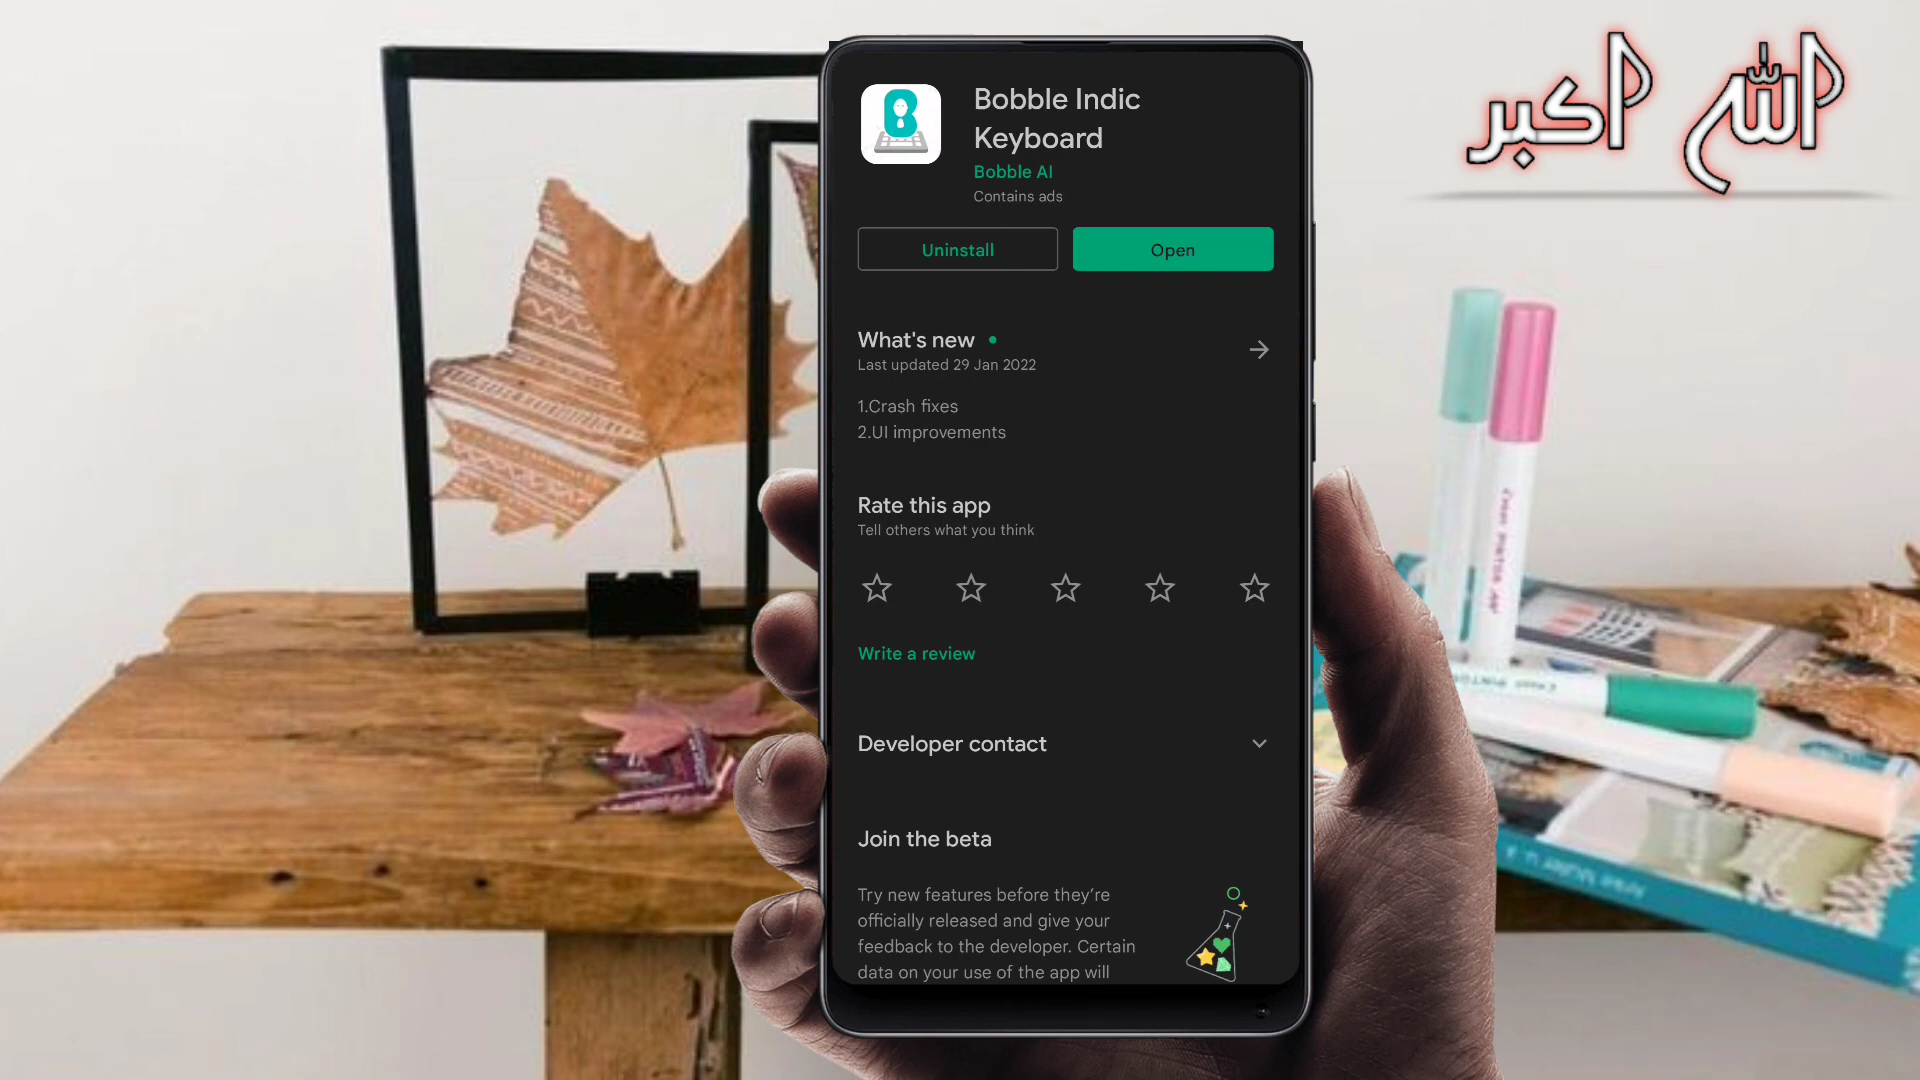 Bobble Indic
Keyboard
Bobble AI
Contains ads
Uninstall
Open
What's new
Last updated 29 Jan 2022
1.Crash fixes
2.UI improvements
Rate this app
Tell others what you think
Write a review
Developer contact
Join the beta
Try new features before they're
officially released and give your
feedback to the developer. Certain
data on your use of the app will
الله اكبر